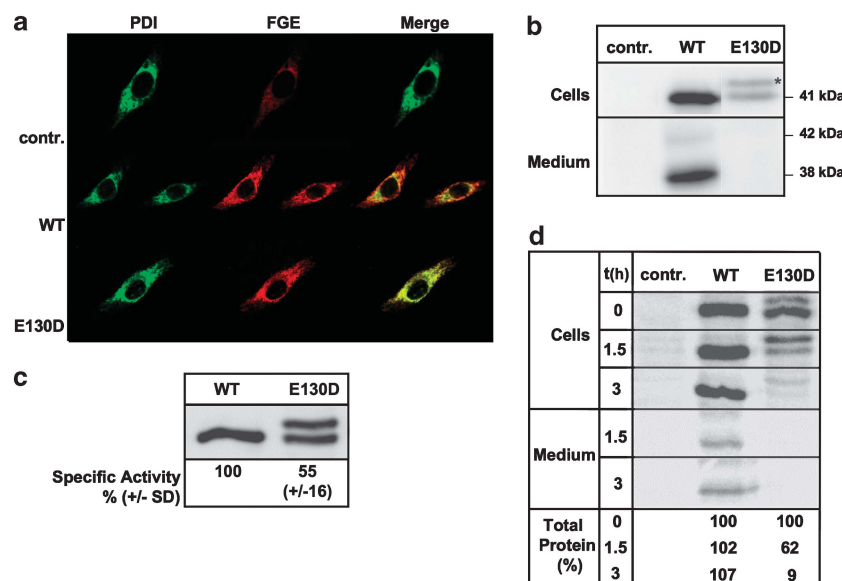 a
PDI FGE Merge
contr.
WT
E130D
b
contr. WT E130D
Cells
*
41 kDa
42 kDa
Medium
38 kDa
c
WT E130D
Specific Activity 100 55
% (+/- SD) (+/-16)
d
t(h) contr. WT E130D
0
Cells 1.5
3
1.5
Medium
3
Total 0 100 100
Protein 1.5 102 62
(%) 3 107 9